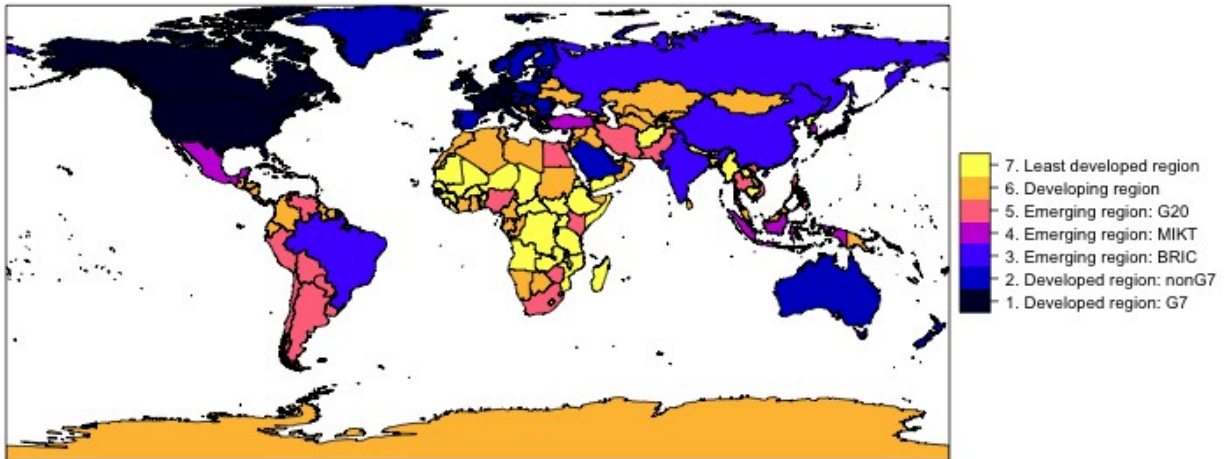 7. Least developed region
6. Developing region
5. Emerging region: G20
4. Emerging region: MIKT
3. Emerging region: BRIC
2. Developed region: nonG7
1. Developed region: G7